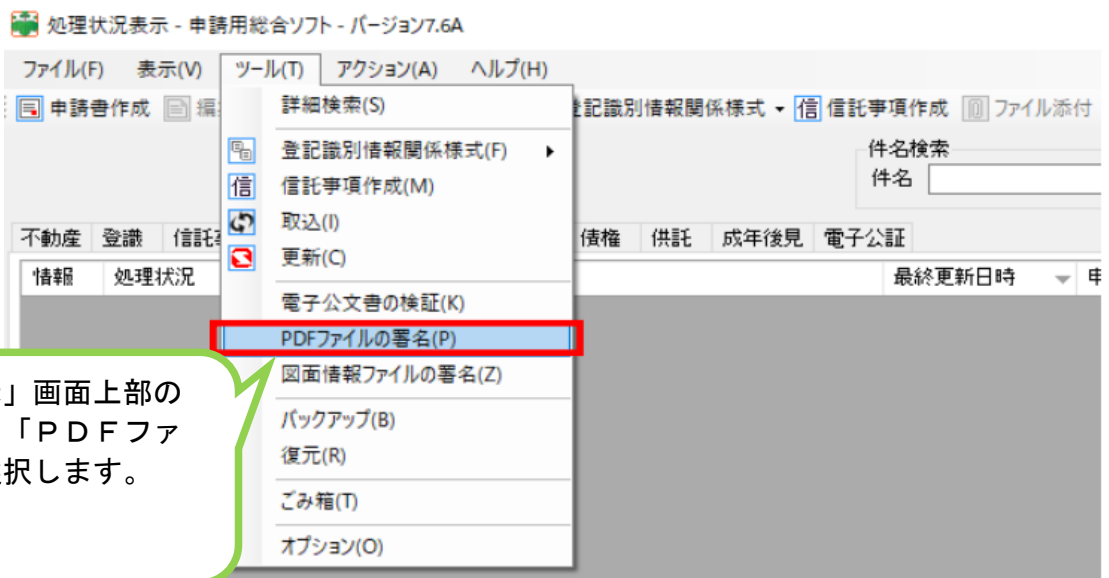 処理状況表示 - 申請用総合ソフト - バージョン7.6A
ファイル(F) 表示(V) ツール(T) アクション(A) ヘルプ(H)
申請書作成 編 登記識別情報関係様式 信 信託事項作成 ファイル添付
詳細検索(S)
登記識別情報関係様式(F)
件名検索
信 信託事項作成(M)
件名
取込(I)
不動産 登識 信託 債権 供託 成年後見 電子公証
更新(C)
情報 処理状況 最終更新日時 申
電子公文書の検証(K)
PDFファイルの署名(P)
図面情報ファイルの署名(Z)
」画面上部の
「ＰＤＦファ
択します。
バックアップ(B)
復元(R)
ごみ箱(T)
オプション(O)